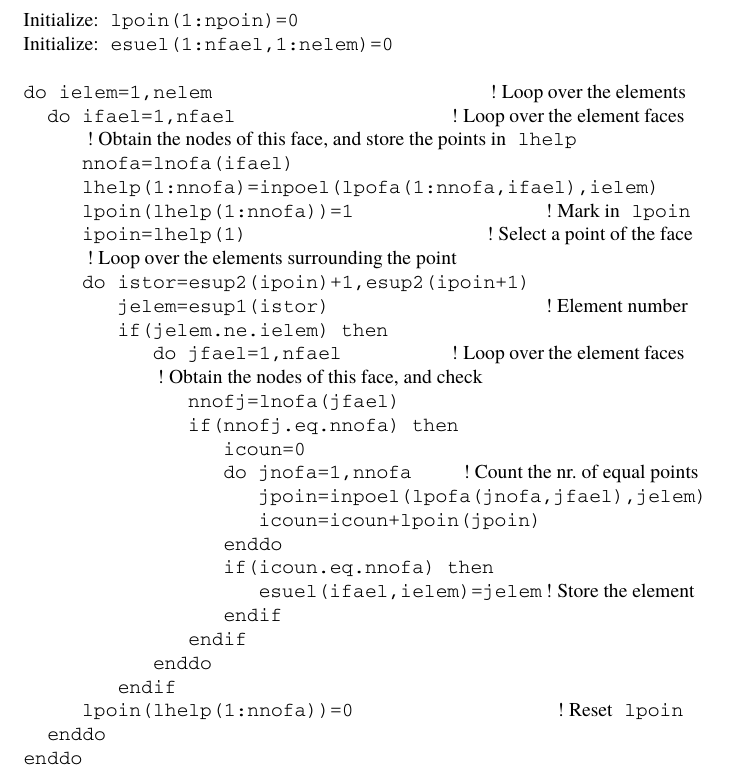 Initialize: lpoin(1:npoin)=0
Initialize: esuel(1:nfael,1:nelem)=0

do ielem=1,nelem ! Loop over the elements
  do ifael=1,nfael ! Loop over the element faces
     ! Obtain the nodes of this face, and store the points in lhelp
     nnofa=lnofa(ifael)
     lhelp(1:nnofa)=inpoel(lpofa(1:nnofa,ifael),ielem)
     lpoin(lhelp(1:nnofa))=1 ! Mark in lpoin
     ipoin=lhelp(1) ! Select a point of the face
     ! Loop over the elements surrounding the point
     do istor=esup2(ipoin)+1,esup2(ipoin+1)
        jelem=esup1(istor) ! Element number
        if(jelem.ne.ielem) then
           do jfael=1,nfael ! Loop over the element faces
           ! Obtain the nodes of this face, and check
              nnofj=lnofa(jfael)
              if(nnofj.eq.nnofa) then
                 icoun=0
                 do jnofa=1,nnofa ! Count the nr. of equal points
                    jpoin=inpoel(lpofa(jnofa,jfael),jelem)
                    icoun=icoun+lpoin(jpoin)
                 enddo
                 if(icoun.eq.nnofa) then
                    esuel(ifael,ielem)=jelem ! Store the element
                 endif
              endif
           enddo
        endif
     lpoin(lhelp(1:nnofa))=0 ! Reset lpoin
  enddo
enddo